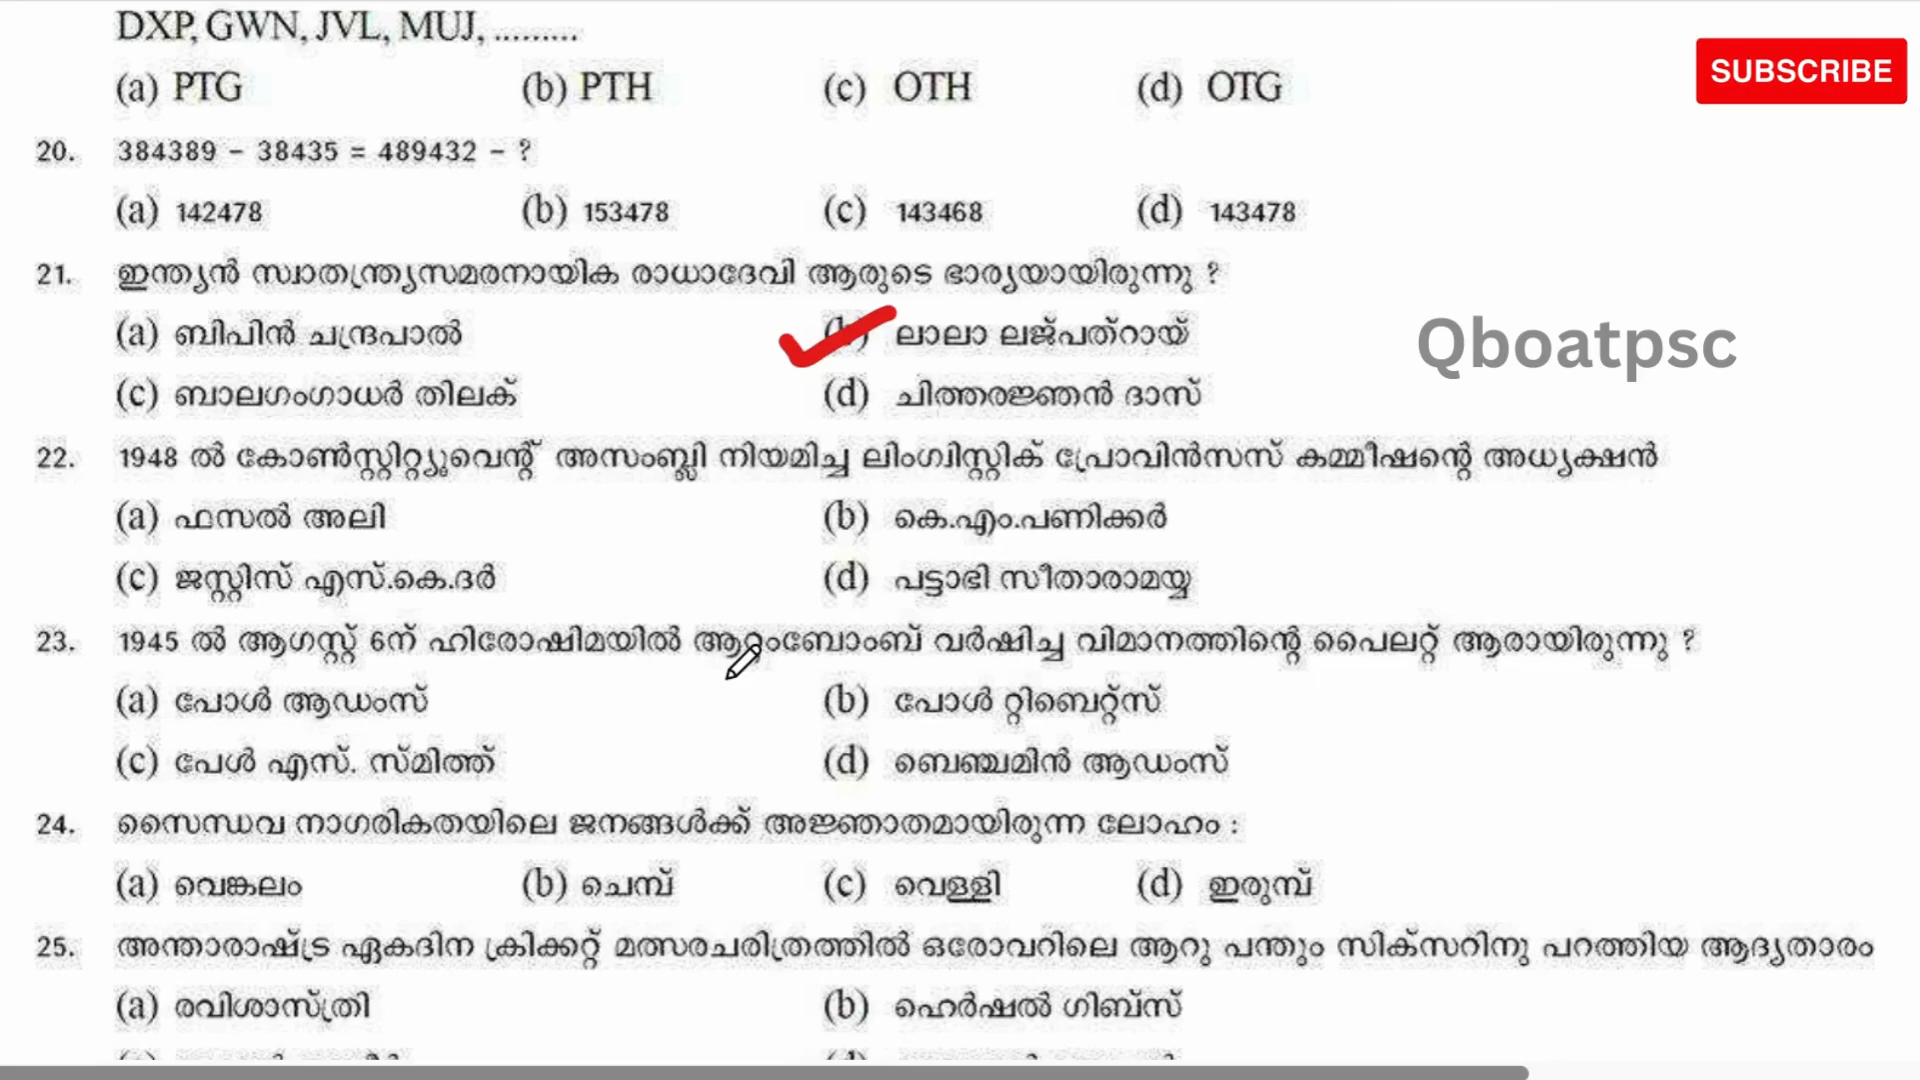 DXP, GWN, JVL, MUJ, .........
SUBSCRIBE
(a) PTG (b) PTH (c) OTH (d) OTG
20. 384389 – 38435 = 489432 – ?
(a) 142478 (b) 153478 (c) 143468 (d) 143478
21. ഇന്ത്യൻ സ്വാതന്ത്ര്യസമരനായിക രാധാദേവി ആരുടെ ഭാര്യയായിരുന്നു ?
(a) ബിപിൻ ചന്ദ്രപാൽ (b) ലാലാ ലജ്പത്റായ്
Qboatpsc
(c) ബാലഗംഗാധർ തിലക് (d) ചിത്തരഞ്ജൻ ദാസ്
22. 1948 ൽ കോൺസ്റ്റിറ്റ്യൂവെന്റ് അസംബ്ലി നിയമിച്ച ലിംഗ്വിസ്റ്റിക് പ്രോവിൻസസ് കമ്മീഷന്റെ അധ്യക്ഷൻ
(a) ഫസൽ അലി (b) കെ.എം.പണിക്കർ
(c) ജസ്റ്റിസ് എസ്.കെ.ദർ (d) പട്ടാഭി സീതാരാമയ്യ
23. 1945 ൽ ആഗസ്റ്റ് 6ന് ഹിരോഷിമയിൽ ആറ്റംബോംബ് വർഷിച്ച വിമാനത്തിന്റെ പൈലറ്റ് ആരായിരുന്നു ?
(a) പോൾ ആഡംസ് (b) പോൾ റ്റിബെറ്റ്സ്
(c) പേൾ എസ്. സ്മിത്ത് (d) ബെഞ്ചമിൻ ആഡംസ്
24. സൈന്ധവ നാഗരികതയിലെ ജനങ്ങൾക്ക് അജ്ഞാതമായിരുന്ന ലോഹം :
(a) വെങ്കലം (b) ചെമ്പ് (c) വെള്ളി (d) ഇരുമ്പ്
25. അന്താരാഷ്ട്ര ഏകദിന ക്രിക്കറ്റ് മത്സരചരിത്രത്തിൽ ഒരോവറിലെ ആറു പന്തും സിക്സറിനു പറത്തിയ ആദ്യതാരം
(a) രവിശാസ്ത്രി (b) ഹെർഷൽ ഗിബ്സ്